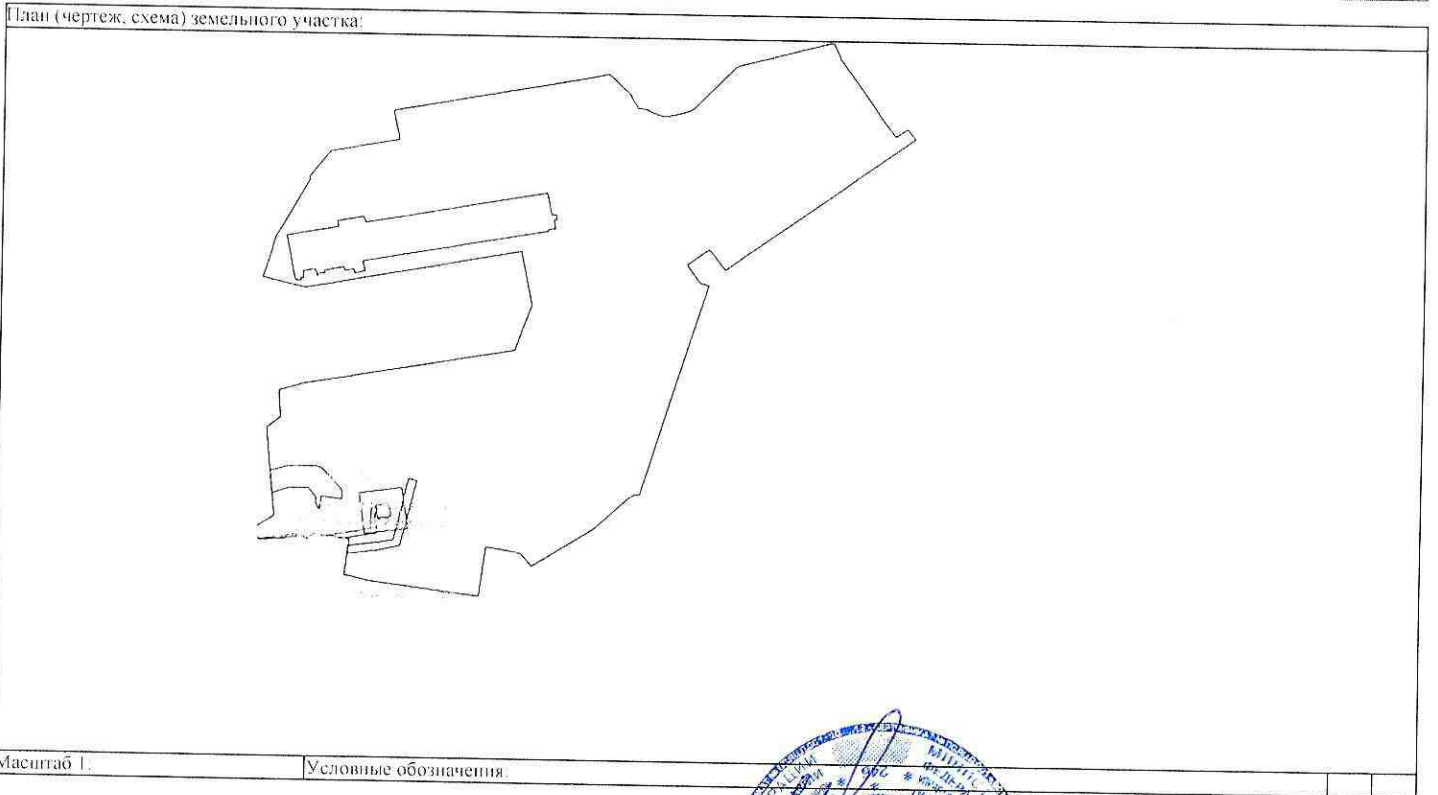 План (чертеж, схема) земельного участка:
Масштаб 1:
Условные обозначения: